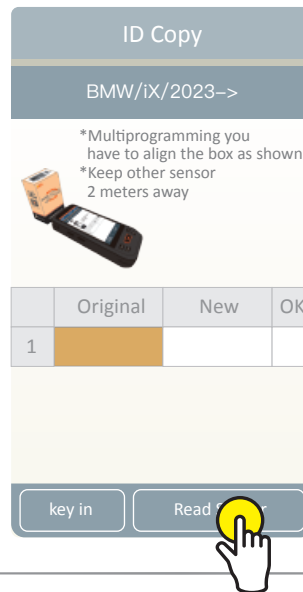 ID Copy
BMW/iX/2023->
*Multiprogramming you
have to align the box as shown
*Keep other sensor
2 meters away
Original New OK
1
key in Read